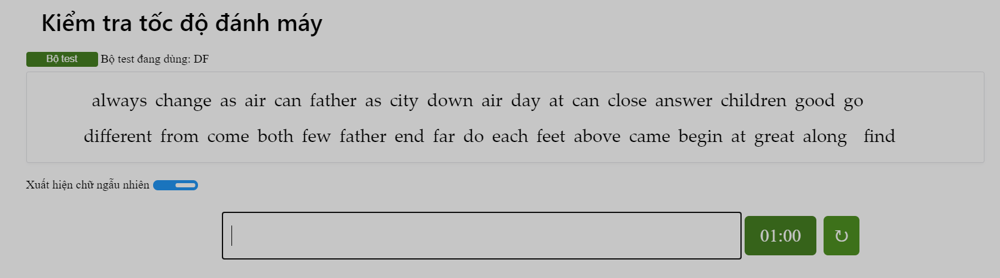 Kiểm tra tốc độ đánh máy
Bộ test Bộ test đang dùng: DF
always change as air can father as city down air day at can close answer children good go
different from come both few father end far do each feet above came begin at great along find
Xuất hiện chữ ngẫu nhiên
01:00 ↻